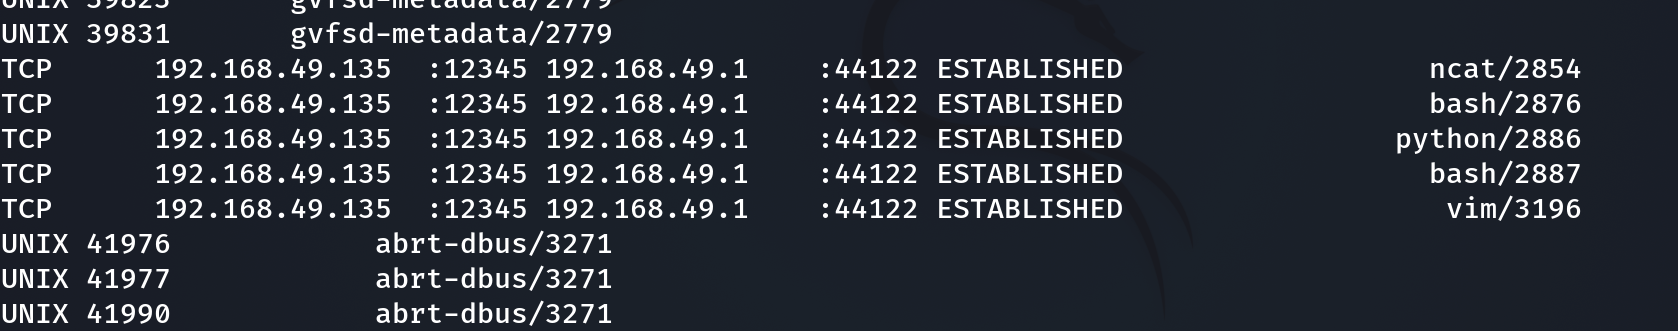 UNIX 39823       gvfsd-metadata/2779
UNIX 39831       gvfsd-metadata/2779
TCP      192.168.49.135  :12345 192.168.49.1    :44122 ESTABLISHED                  ncat/2854
TCP      192.168.49.135  :12345 192.168.49.1    :44122 ESTABLISHED                  bash/2876
TCP      192.168.49.135  :12345 192.168.49.1    :44122 ESTABLISHED                python/2886
TCP      192.168.49.135  :12345 192.168.49.1    :44122 ESTABLISHED                  bash/2887
TCP      192.168.49.135  :12345 192.168.49.1    :44122 ESTABLISHED                   vim/3196
UNIX 41976            abrt-dbus/3271
UNIX 41977            abrt-dbus/3271
UNIX 41990            abrt-dbus/3271